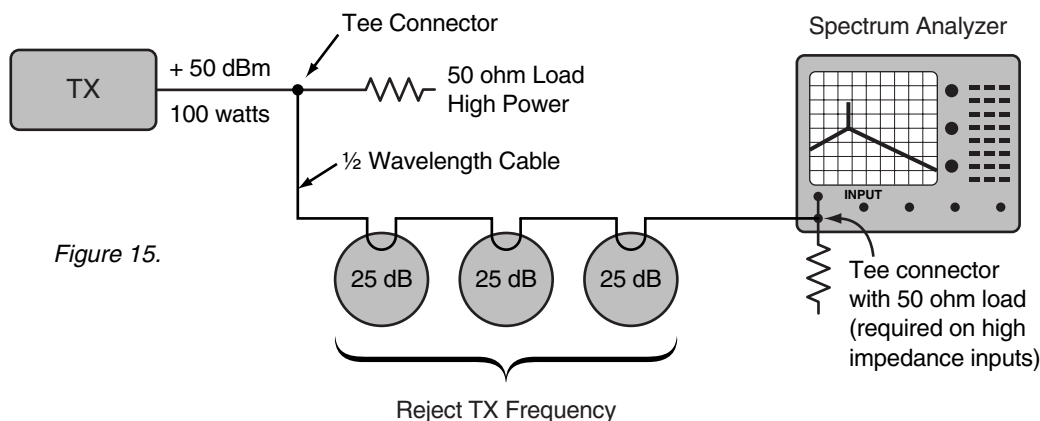 Tee Connector
Spectrum Analyzer
TX
+ 50 dBm
100 watts
50 ohm Load
High Power
½ Wavelength Cable
INPUT
Figure 15.
25 dB
25 dB
25 dB
Tee connector
with 50 ohm load
(required on high
impedance inputs)
Reject TX Frequency